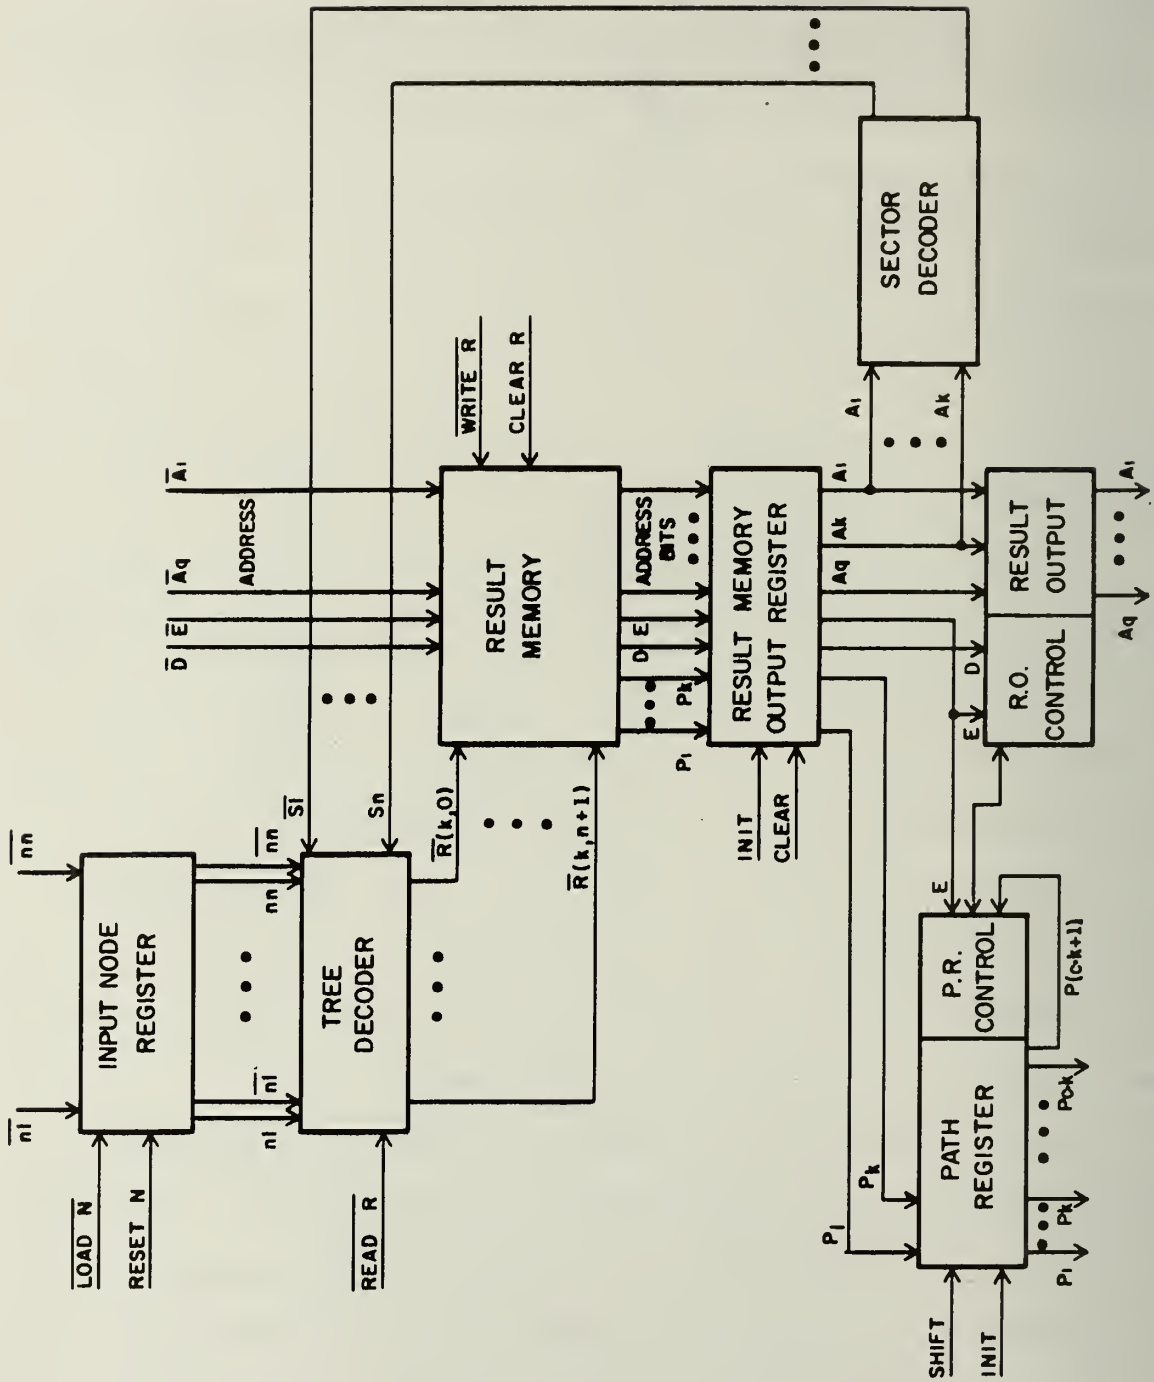 nn
n1
INPUT NODE
REGISTER
LOAD N
RESET N
nn
nn
n1
n1
TREE
DECODER
READ R
S1
Sn
R(k,0)
R(k,n+1)
A1
ADDRESS
Aq
E
D
RESULT
MEMORY
WRITE R
CLEAR R
ADDRESS
BITS
E
D
Pk
P1
RESULT MEMORY
OUTPUT REGISTER
INIT
CLEAR
A1
Ak
Aq
A1
Ak
SECTOR
DECODER
D
E
RESULT
OUTPUT
R.O.
CONTROL
A1
Aq
E
P.R.
CONTROL
P(c·k+1)
PATH
REGISTER
Pk
P1
SHIFT
INIT
Pc·k
Pk
P1